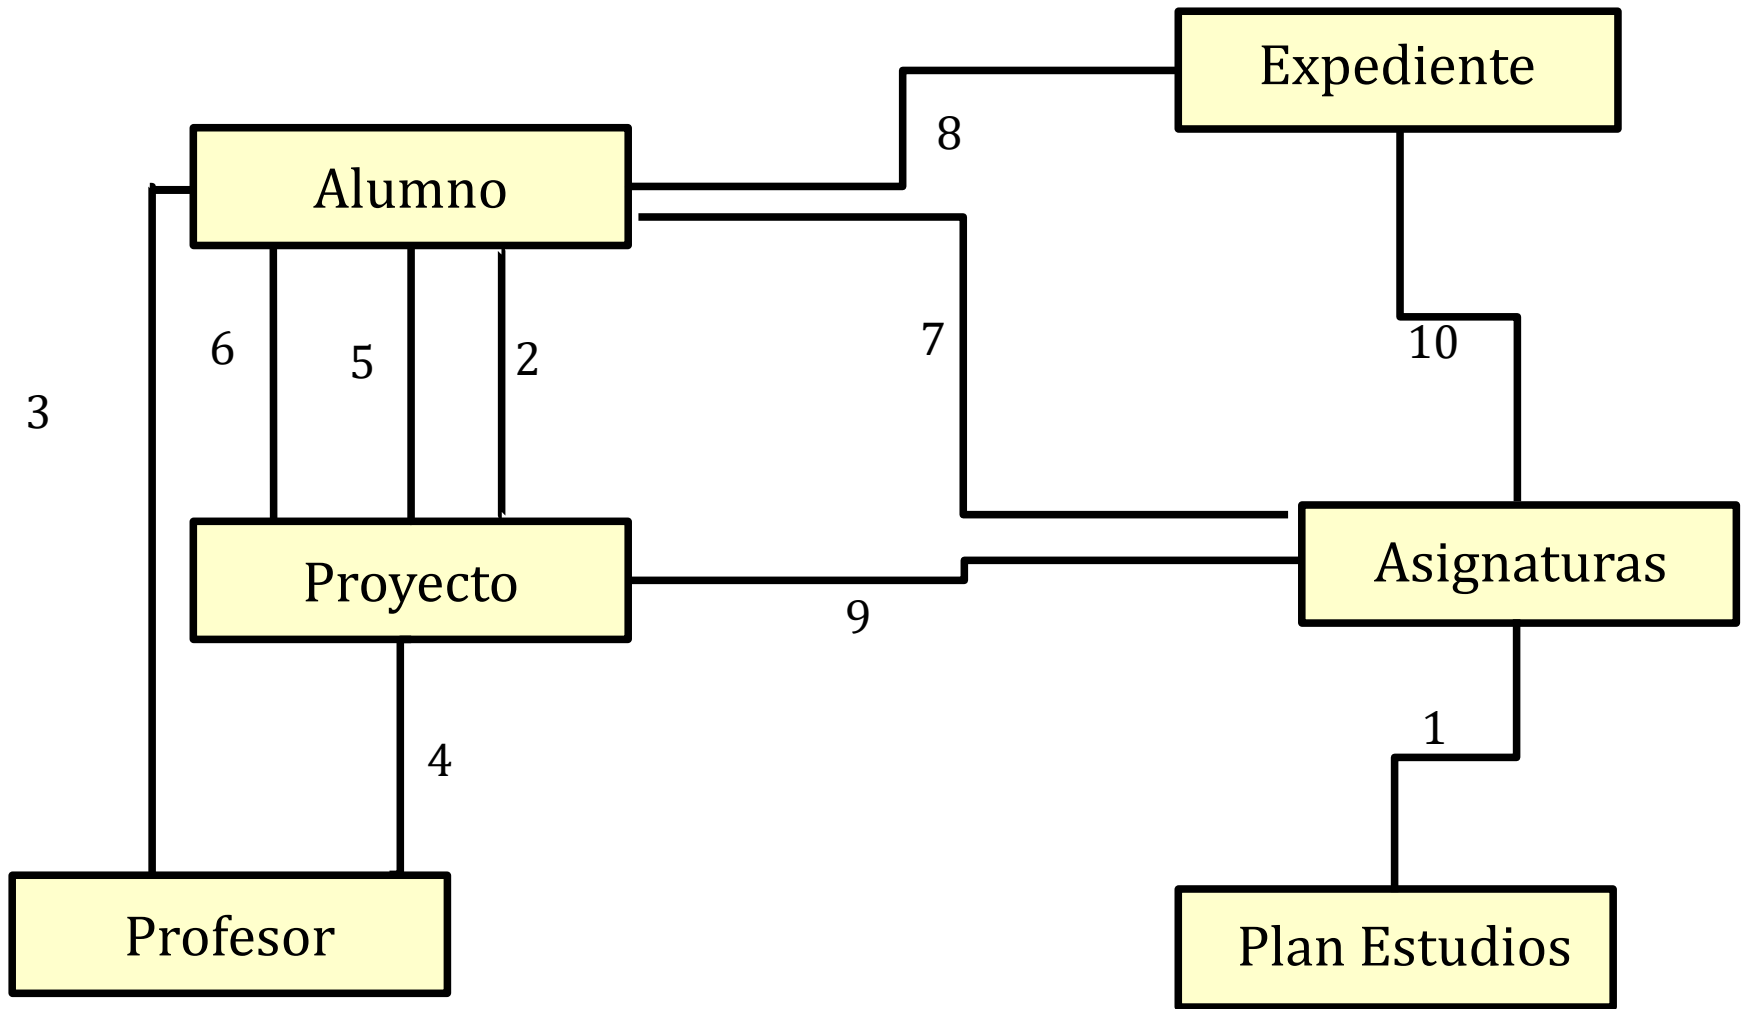 Expediente
8
Alumno
6
5
2
7
10
3
Asignaturas
Proyecto
9
1
4
Profesor
Plan Estudios